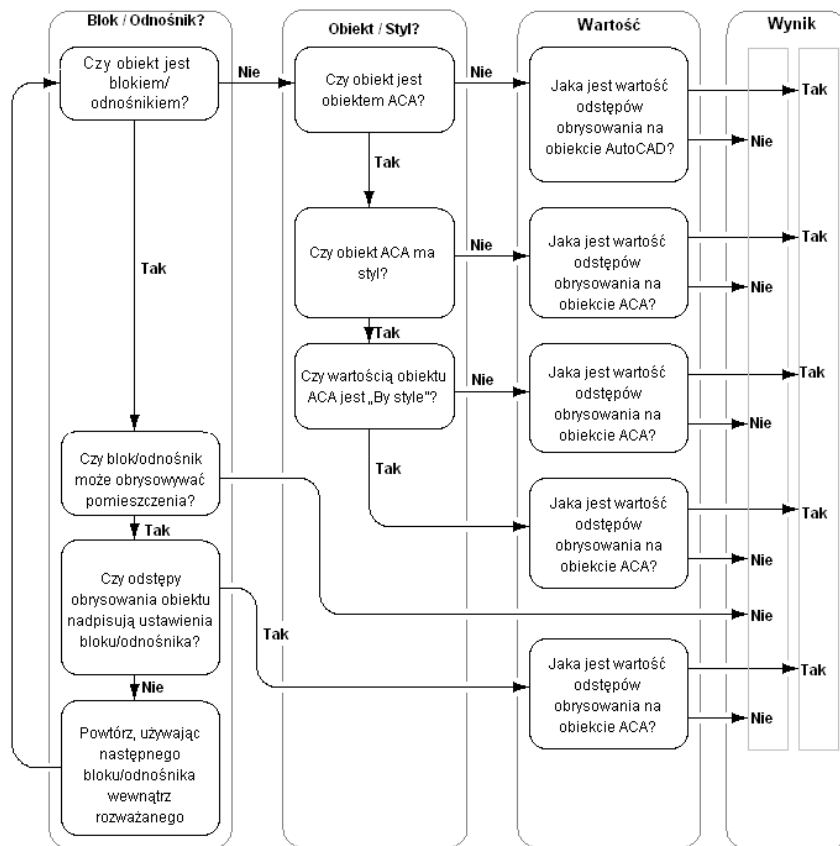 Blok / Odnośnik?
Obiekt / Styl?
Wartość
Wynik
Czy obiekt jest
blokiem/
odnośnikiem?
Nie
Czy obiekt jest
obiektem ACA?
Nie
Jaka jest wartość
odstępów
obrysowania na
obiekcie AutoCAD?
Tak
Nie
Tak
Tak
Czy obiekt ACA ma
styl?
Nie
Jaka jest wartość
odstępów
obrysowania na
obiekcie ACA?
Tak
Nie
Tak
Czy wartością obiektu
ACA jest „By style"?
Nie
Jaka jest wartość
odstępów
obrysowania na
obiekcie ACA?
Tak
Nie
Tak
Czy blok/odnośnik
może obrysowywać
pomieszczenia?
Jaka jest wartość
odstępów
obrysowania na
obiekcie ACA?
Tak
Nie
Nie
Tak
Czy odstępy
obrysowania obiektu
nadpisują ustawienia
bloku/odnośnika?
Tak
Jaka jest wartość
odstępów
obrysowania na
obiekcie ACA?
Tak
Nie
Nie
Powtórz, używając
następnego
bloku/odnośnika
wewnątrz
rozważanego